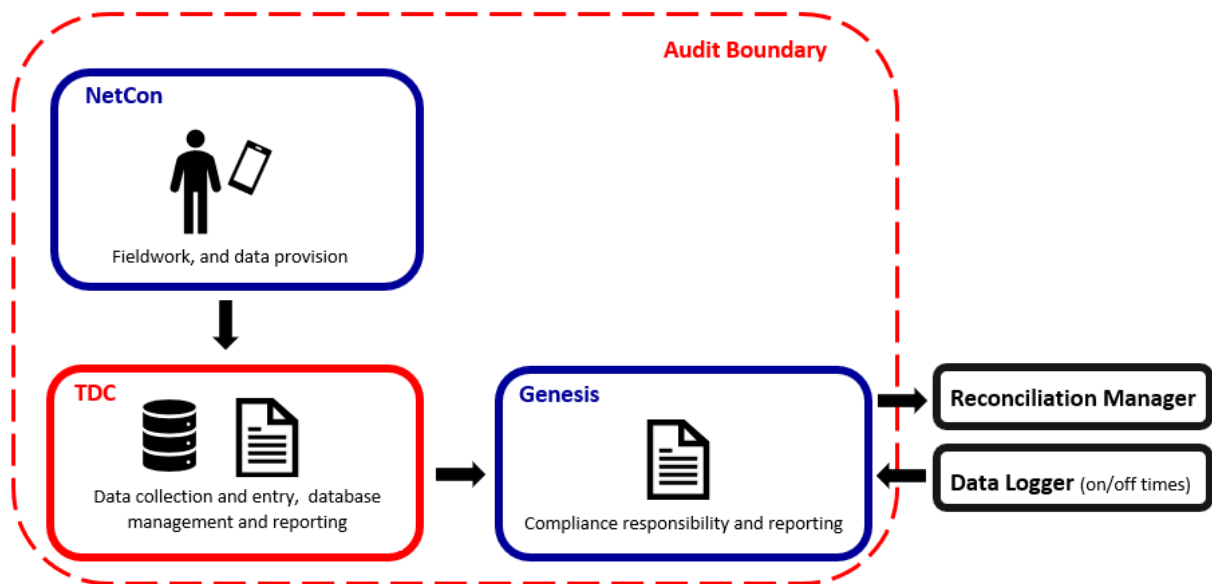 Audit Boundary
NetCon
Fieldwork, and data provision
TDC
Data collection and entry, database
management and reporting
Genesis
Compliance responsibility and reporting
Reconciliation Manager
Data Logger (on/off times)